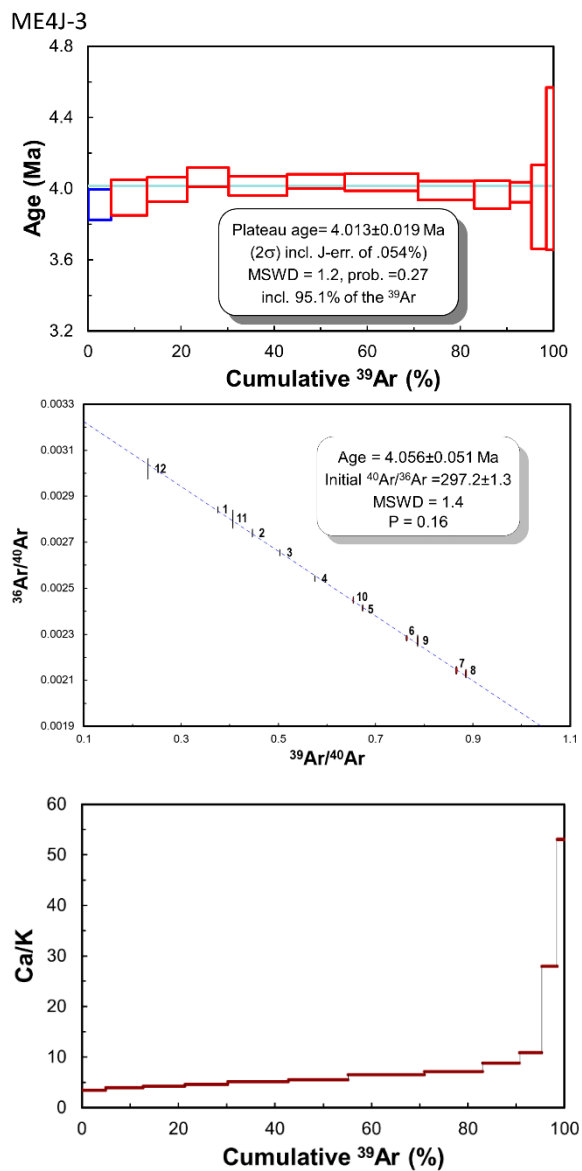 ME4J-3
4.8
4.4
4.0
3.6
3.2
Age (Ma)
Plateau age= 4.013±0.019 Ma
(2σ) incl. J-err. of .054%)
MSWD = 1.2, prob. =0.27
incl. 95.1% of the ³⁹Ar
0 20 40 60 80 100
Cumulative ³⁹Ar (%)
0.0033
0.0031
0.0029
0.0027
0.0025
0.0023
0.0021
0.0019
³⁶Ar/⁴⁰Ar
Age = 4.056±0.051 Ma
Initial ⁴⁰Ar/³⁶Ar =297.2±1.3
MSWD = 1.4
P = 0.16
12
1
11
2
3
4
10
5
6
9
7
8
0.1 0.3 0.5 0.7 0.9 1.1
³⁹Ar/⁴⁰Ar
60
50
40
30
20
10
0
Ca/K
0 20 40 60 80 100
Cumulative ³⁹Ar (%)